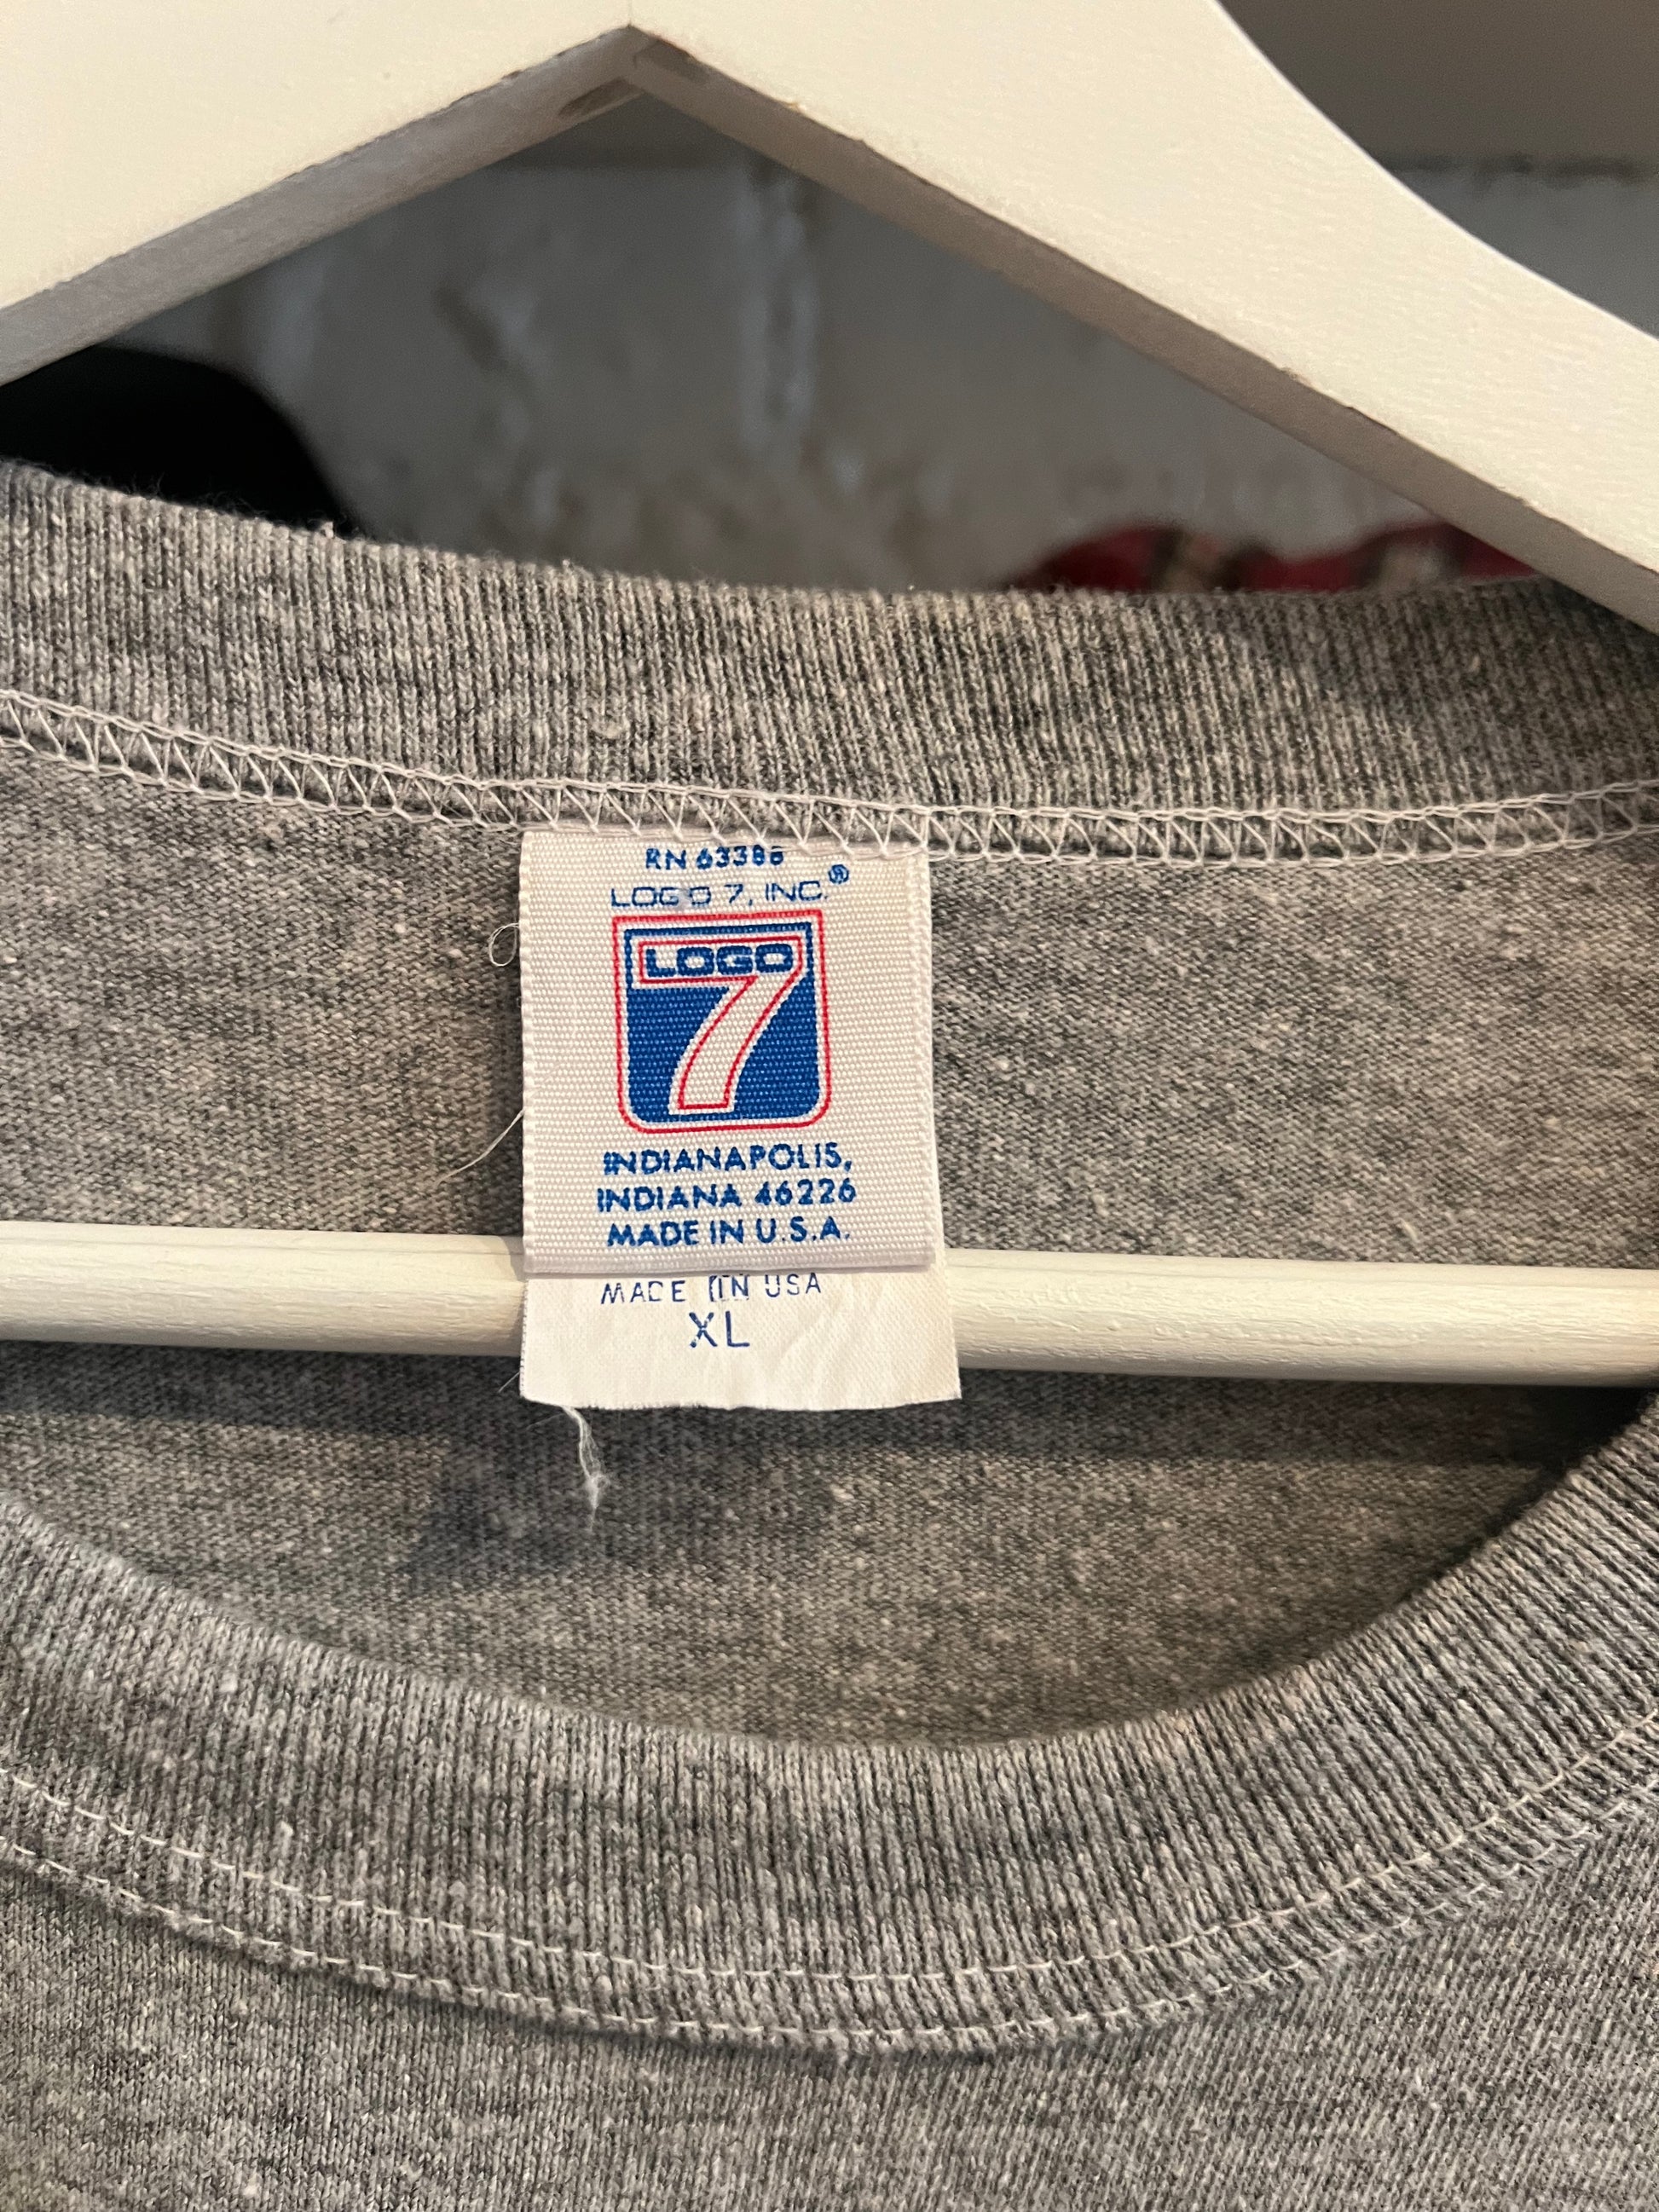 RN 63386
LOGO 7, INC.®
LOGO
7
INDIANAPOLIS,
INDIANA 46226
MADE IN U.S.A.
MADE IN USA
XL